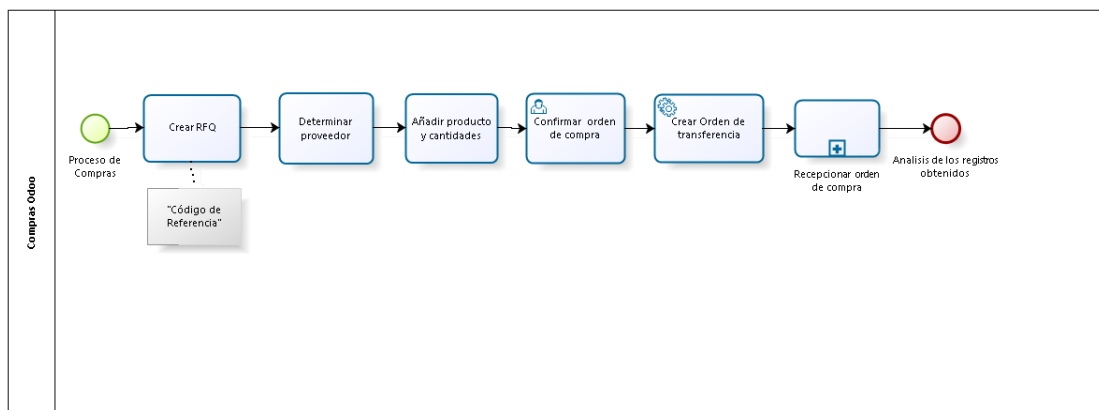 Compras Odoo
Proceso de
Compras
Crear RFQ
"Código de
Referencia"
Determinar
proveedor
Añadir producto
y cantidades
Confirmar orden
de compra
Crear Orden de
transferencia
Recepcionar orden
de compra
Analisis de los registros
obtenidos